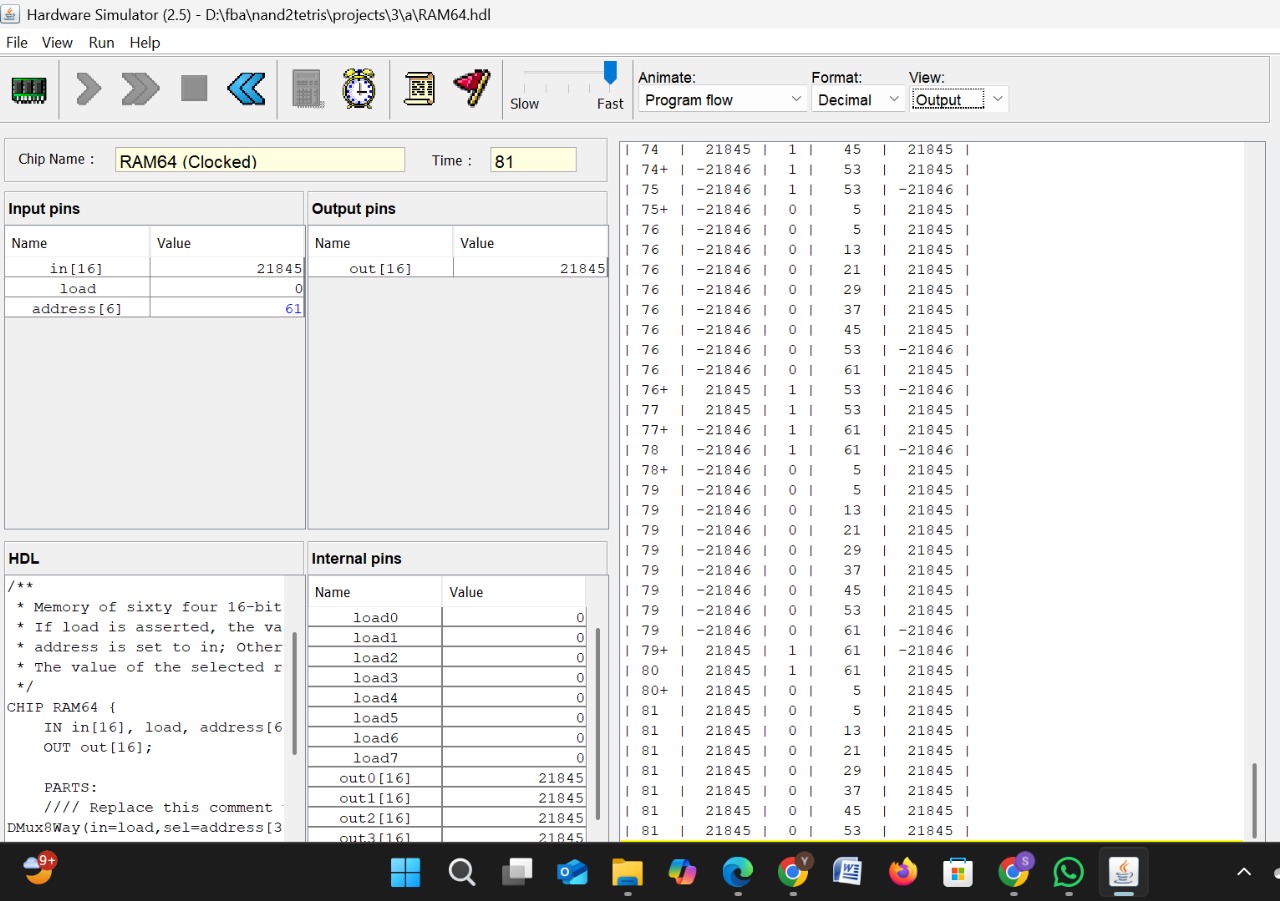 Hardware Simulator (2.5) - D:\fba\nand2tetris\projects\3\a\RAM64.hdl
File View Run Help
Slow Fast
Animate: Format: View:
Program flow Decimal Output
Chip Name : RAM64 (Clocked) Time : 81
Input pins
Name Value
in[16] 21845
load 0
address[6] 61
Output pins
Name Value
out[16] 21845
HDL
/**
* Memory of sixty four 16-bit
* If load is asserted, the va
* address is set to in; Other
* The value of the selected r
*/
CHIP RAM64 {
IN in[16], load, address[6
OUT out[16];
PARTS:
//// Replace this comment
DMux8Way(in=load,sel=address[3
Internal pins
Name Value
load0 0
load1 0
load2 0
load3 0
load4 0
load5 0
load6 0
load7 0
out0[16] 21845
out1[16] 21845
out2[16] 21845
out3[16] 21845
| 74 | 21845 | 1 | 45 | 21845 |
| 74+ | -21846 | 1 | 53 | 21845 |
| 75 | -21846 | 1 | 53 | -21846 |
| 75+ | -21846 | 0 | 5 | 21845 |
| 76 | -21846 | 0 | 5 | 21845 |
| 76 | -21846 | 0 | 13 | 21845 |
| 76 | -21846 | 0 | 21 | 21845 |
| 76 | -21846 | 0 | 29 | 21845 |
| 76 | -21846 | 0 | 37 | 21845 |
| 76 | -21846 | 0 | 45 | 21845 |
| 76 | -21846 | 0 | 53 | -21846 |
| 76 | -21846 | 0 | 61 | 21845 |
| 76+ | 21845 | 1 | 53 | -21846 |
| 77 | 21845 | 1 | 53 | 21845 |
| 77+ | -21846 | 1 | 61 | 21845 |
| 78 | -21846 | 1 | 61 | -21846 |
| 78+ | -21846 | 0 | 5 | 21845 |
| 79 | -21846 | 0 | 5 | 21845 |
| 79 | -21846 | 0 | 13 | 21845 |
| 79 | -21846 | 0 | 21 | 21845 |
| 79 | -21846 | 0 | 29 | 21845 |
| 79 | -21846 | 0 | 37 | 21845 |
| 79 | -21846 | 0 | 45 | 21845 |
| 79 | -21846 | 0 | 53 | 21845 |
| 79 | -21846 | 0 | 61 | -21846 |
| 79+ | 21845 | 1 | 61 | -21846 |
| 80 | 21845 | 1 | 61 | 21845 |
| 80+ | 21845 | 0 | 5 | 21845 |
| 81 | 21845 | 0 | 5 | 21845 |
| 81 | 21845 | 0 | 13 | 21845 |
| 81 | 21845 | 0 | 21 | 21845 |
| 81 | 21845 | 0 | 29 | 21845 |
| 81 | 21845 | 0 | 37 | 21845 |
| 81 | 21845 | 0 | 45 | 21845 |
| 81 | 21845 | 0 | 53 | 21845 |
9+
Y
S